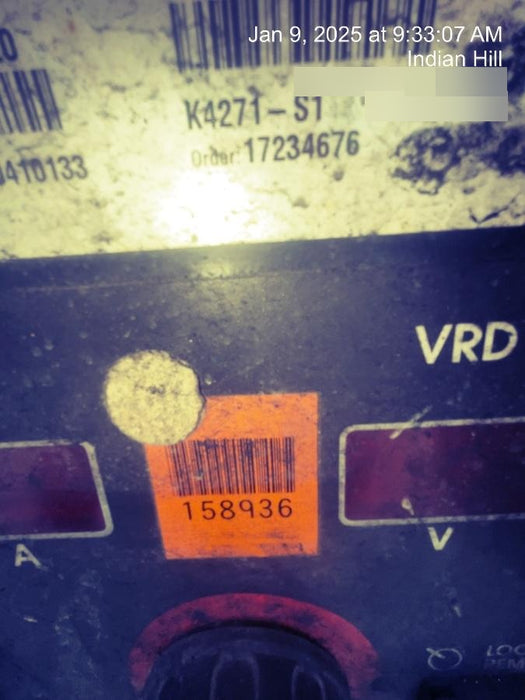 Jan 9, 2025 at 9:33:07 AM
Indian Hill
K4271-S1
Order: 17234676
410133
VRD
158936
A
V